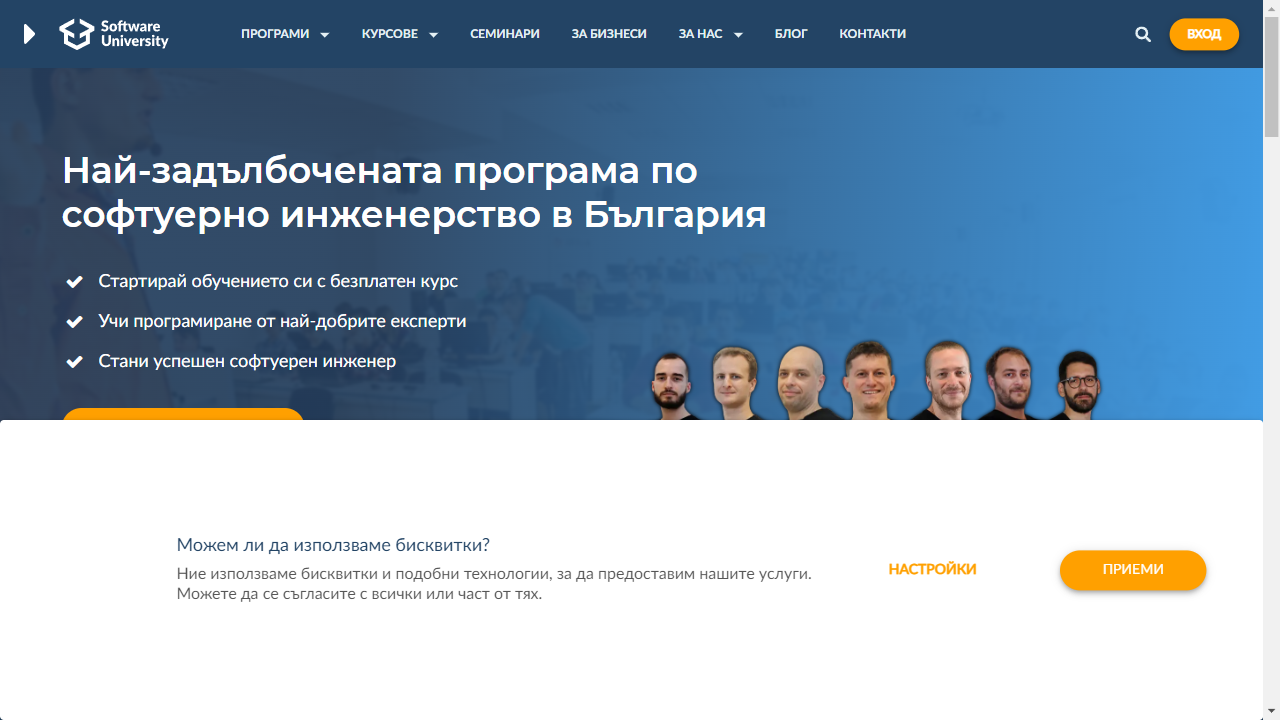 Software
University
ПРОГРАМИ
КУРСОВЕ
СЕМИНАРИ
ЗА БИЗНЕСИ
ЗА НАС
БЛОГ
КОНТАКТИ
ВХОД
Най-задълбочената програма по
софтуерно инженерство в България
Стартирай обучението си с безплатен курс
Учи програмиране от най-добрите експерти
Стани успешен софтуерен инженер
Можем ли да използваме бисквитки?
Ние използваме бисквитки и подобни технологии, за да предоставим нашите услуги.
Можете да се съгласите с всички или част от тях.
НАСТРОЙКИ
ПРИЕМИ